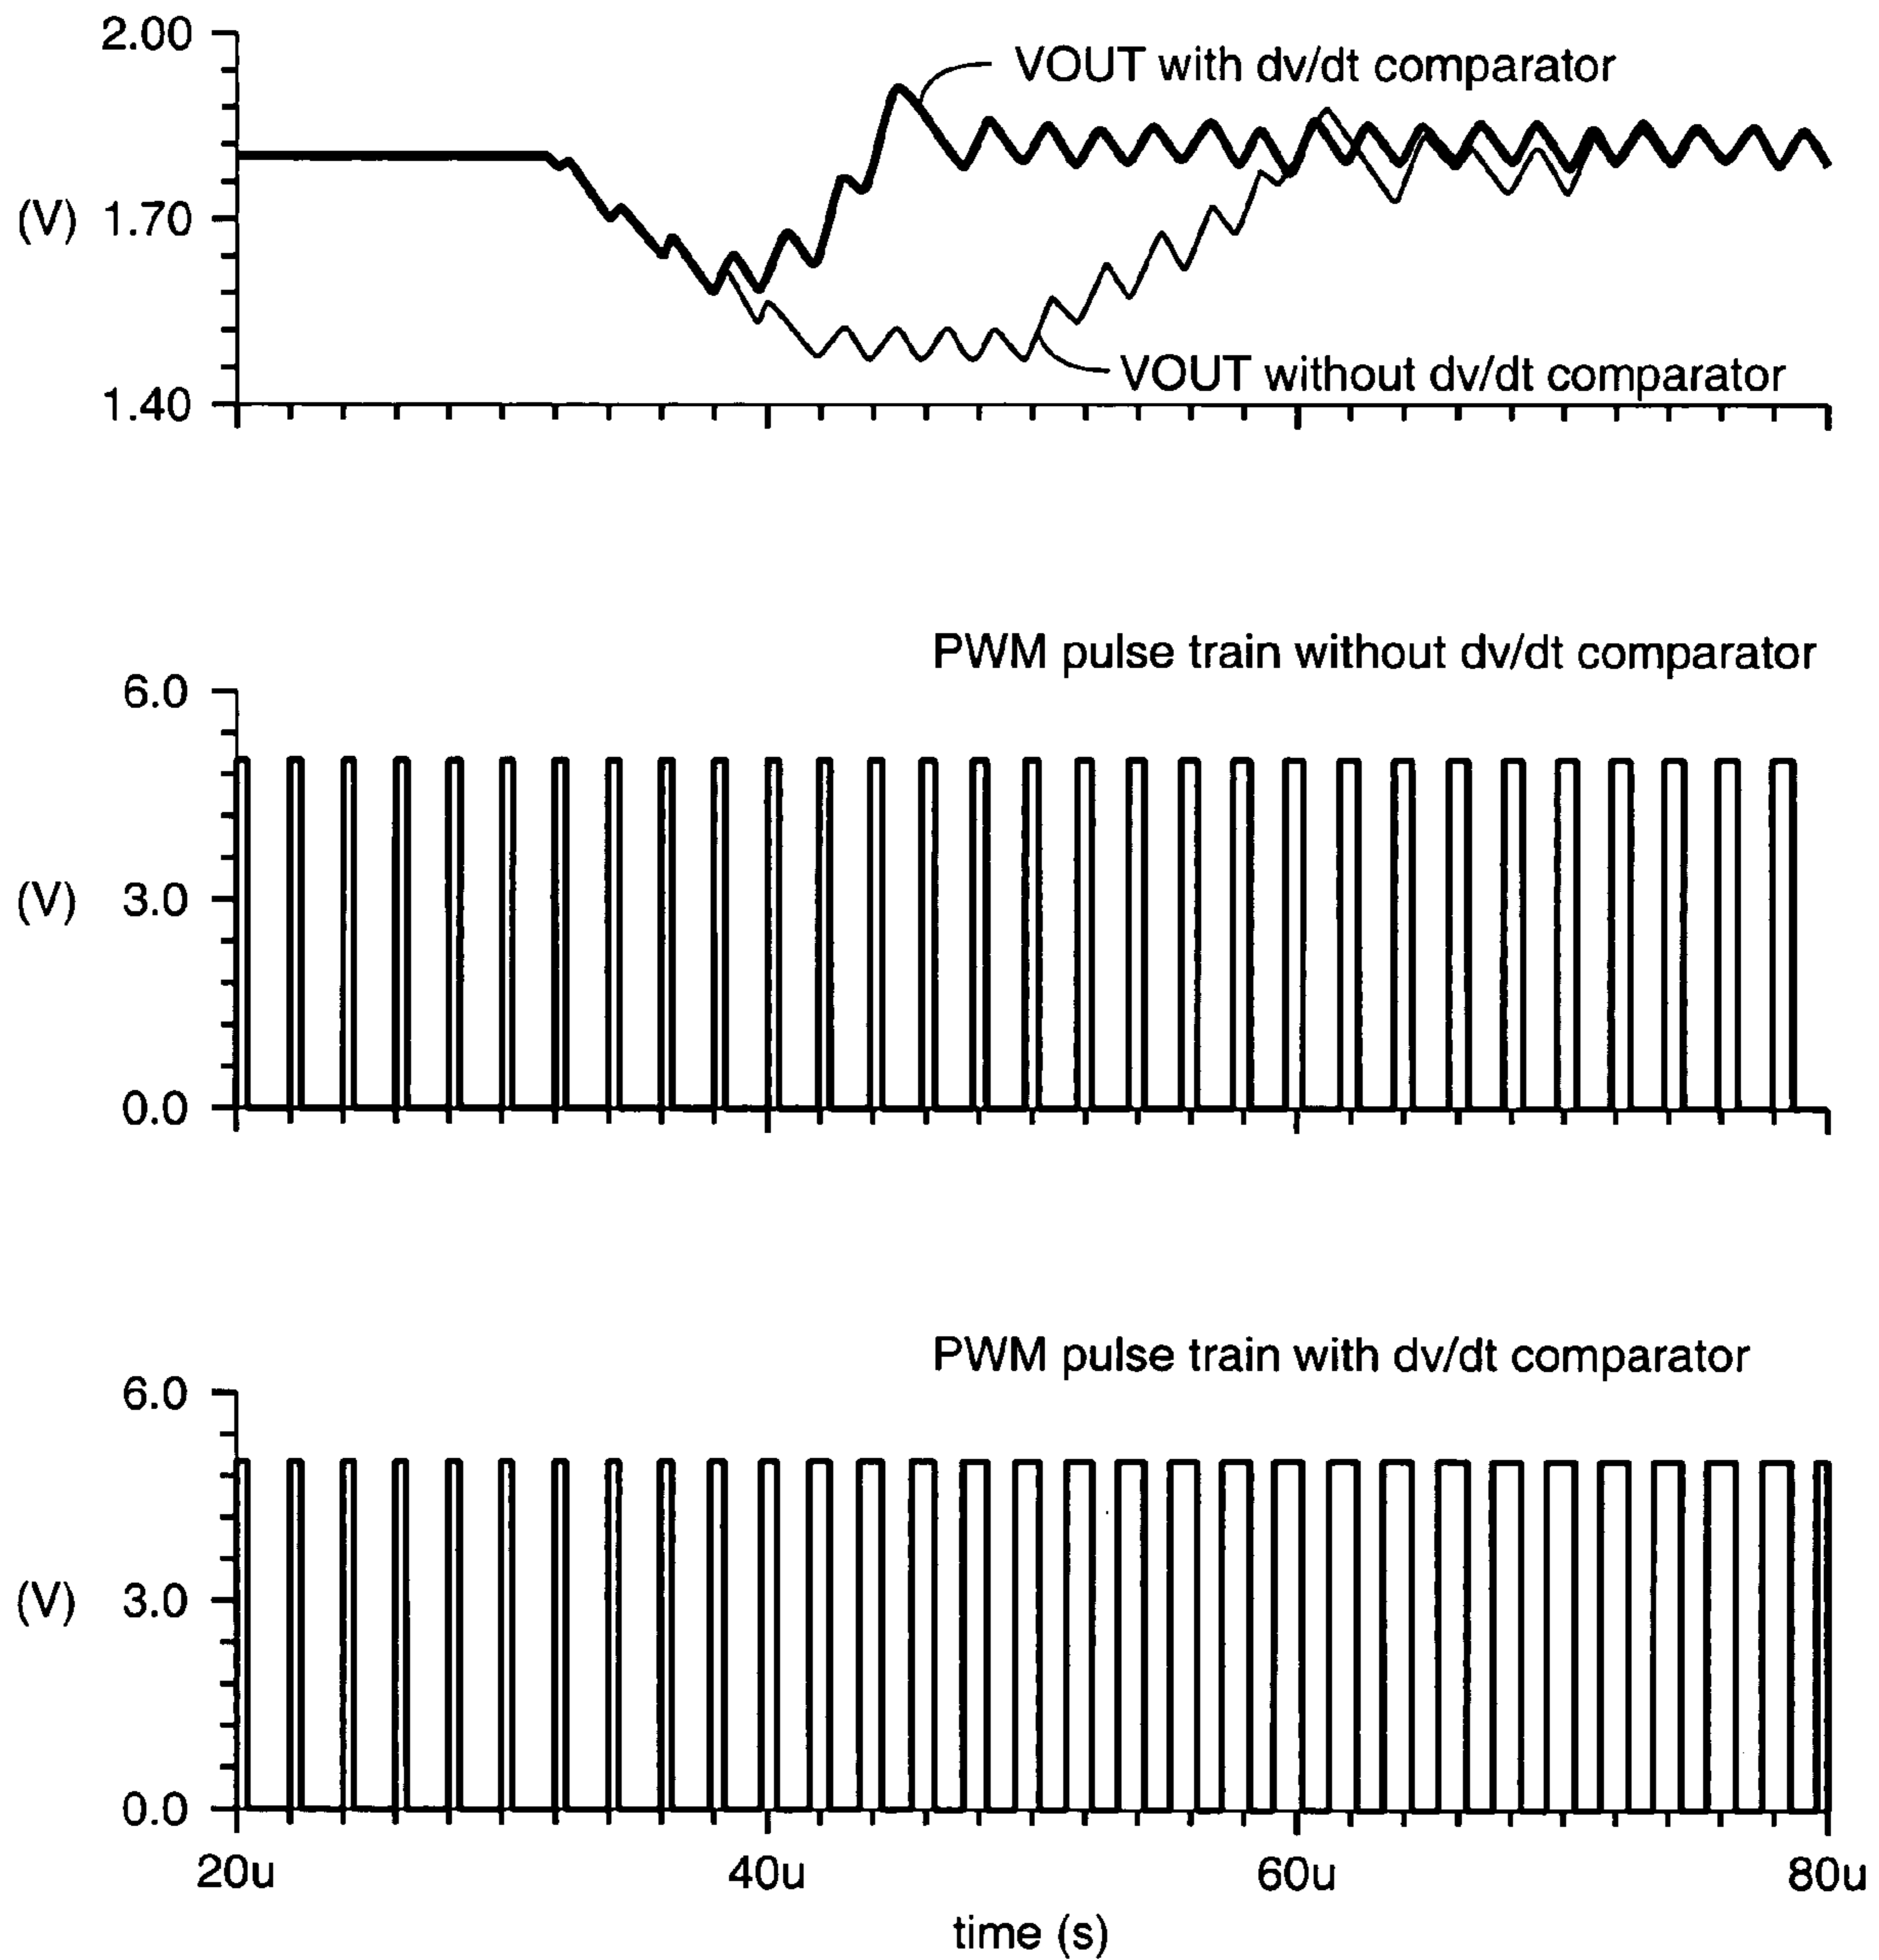 2.00
VOUT with dv/dt comparator
(V) 1.70
VOUT without dv/dt comparator
1.40
PWM pulse train without dv/dt comparator
6.0
(V) 3.0
0.0
PWM pulse train with dv/dt comparator
6.0
(V) 3.0
0.0
20u 40u 60u 80u
time (s)